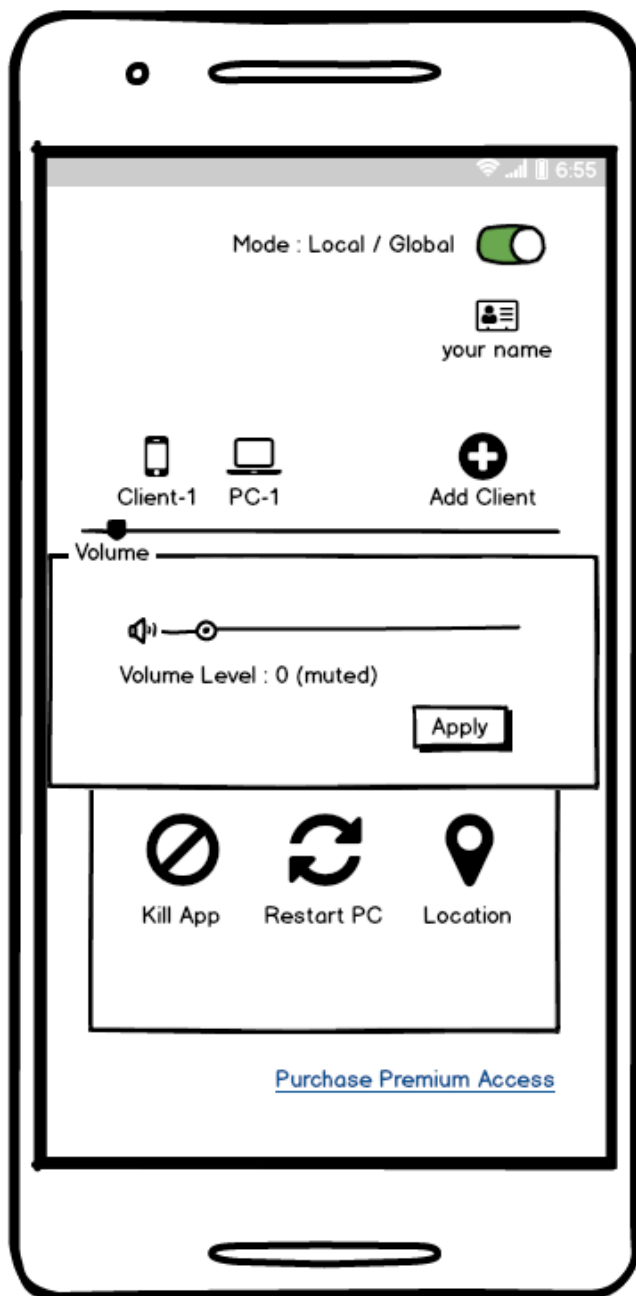 6:55
Mode : Local / Global
your name
Client-1 PC-1 Add Client
Volume
Volume Level : 0 (muted)
Apply
Kill App Restart PC Location
Purchase Premium Access